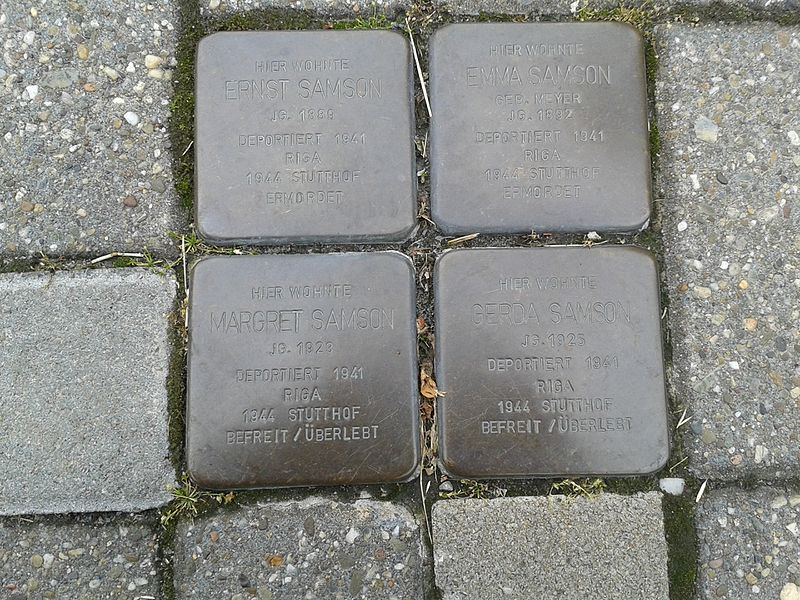 HIER WOHNTE
ERNST SAMSON
JG. 1889
DEPORTIERT 1941
RIGA
1944 STUTTHOF
ERMORDET
HIER WOHNTE
EMMA SAMSON
GEB. MEYER
JG. 1892
DEPORTIERT 1941
RIGA
1944 STUTTHOF
ERMORDET
HIER WOHNTE
MARGRET SAMSON
JG. 1923
DEPORTIERT 1941
RIGA
1944 STUTTHOF
BEFREIT/ÜBERLEBT
HIER WOHNTE
GERDA SAMSON
JG. 1925
DEPORTIERT 1941
RIGA
1944 STUTTHOF
BEFREIT/ÜBERLEBT